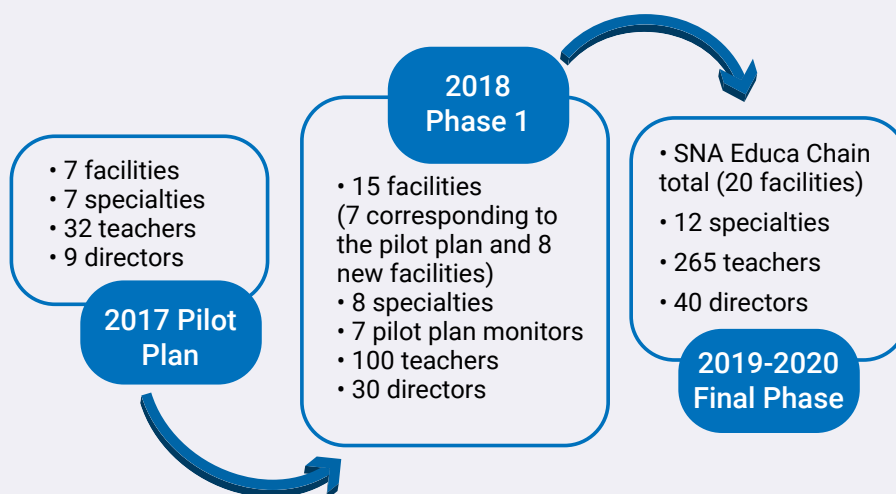 • 7 facilities
• 7 specialties
• 32 teachers
• 9 directors
2017 Pilot
Plan
2018
Phase 1
• 15 facilities
(7 corresponding to
the pilot plan and 8
new facilities)
• 8 specialties
• 7 pilot plan monitors
• 100 teachers
• 30 directors
• SNA Educa Chain
total (20 facilities)
• 12 specialties
• 265 teachers
• 40 directors
2019-2020
Final Phase